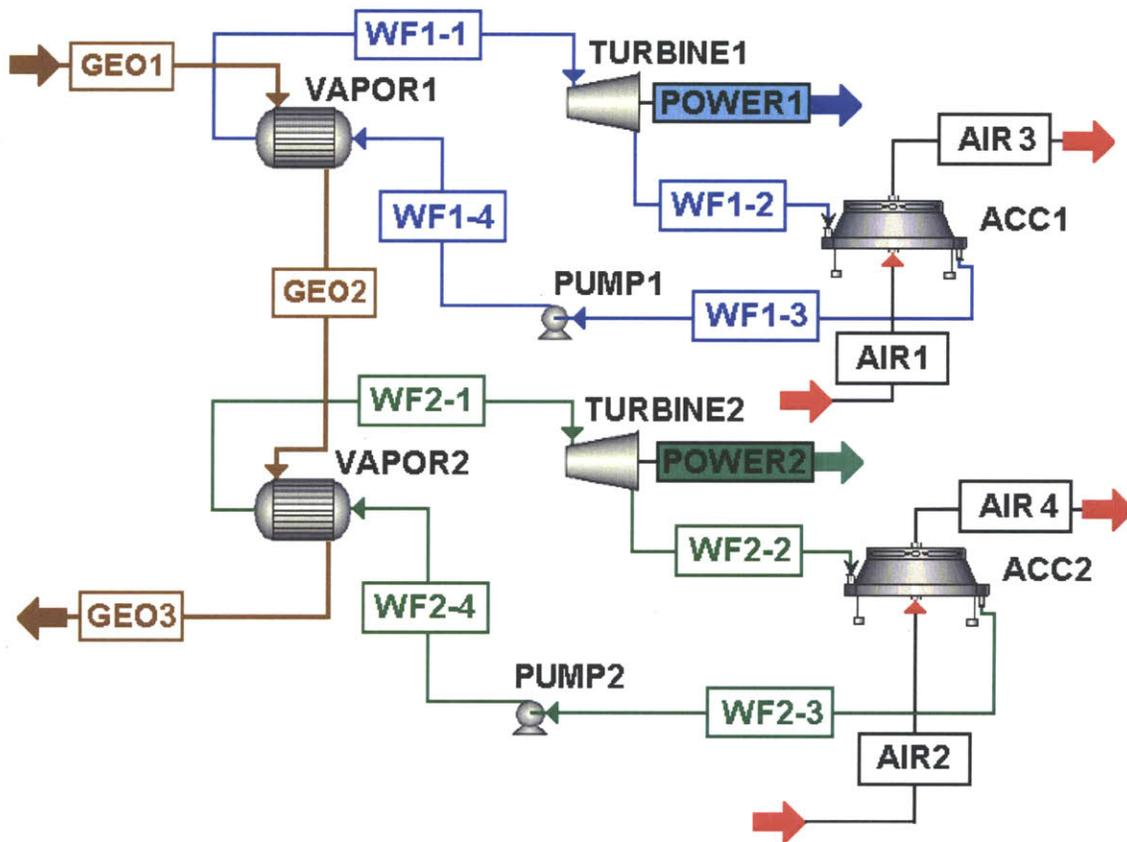 WF1-1
GEO1
TURBINE1
VAPOR1
POWER1
AIR 3
WF1-2
WF1-4
ACC1
GEO2
PUMP1
WF1-3
AIR1
WF2-1
TURBINE2
VAPOR2
POWER2
AIR 4
WF2-2
ACC2
GEO3
WF2-4
PUMP2
WF2-3
AIR2